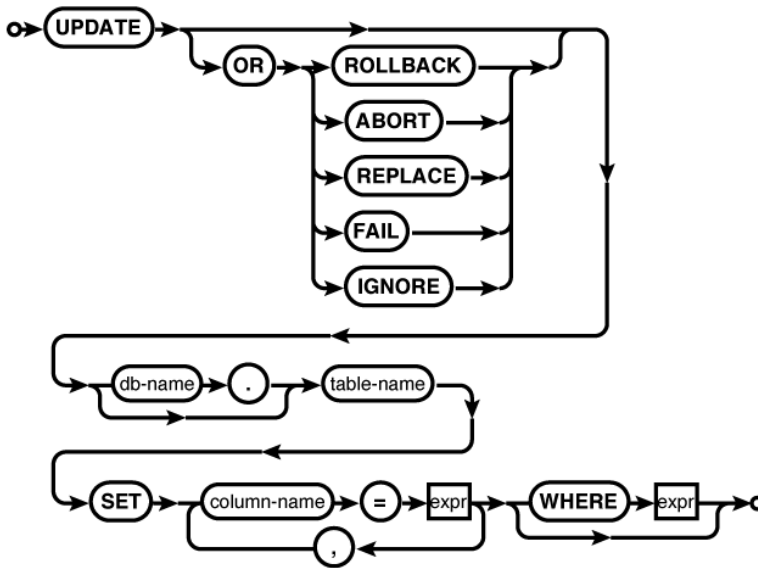 UPDATE
OR ROLLBACK
ABORT
REPLACE
FAIL
IGNORE
db-name . table-name
SET column-name = expr WHERE expr
,